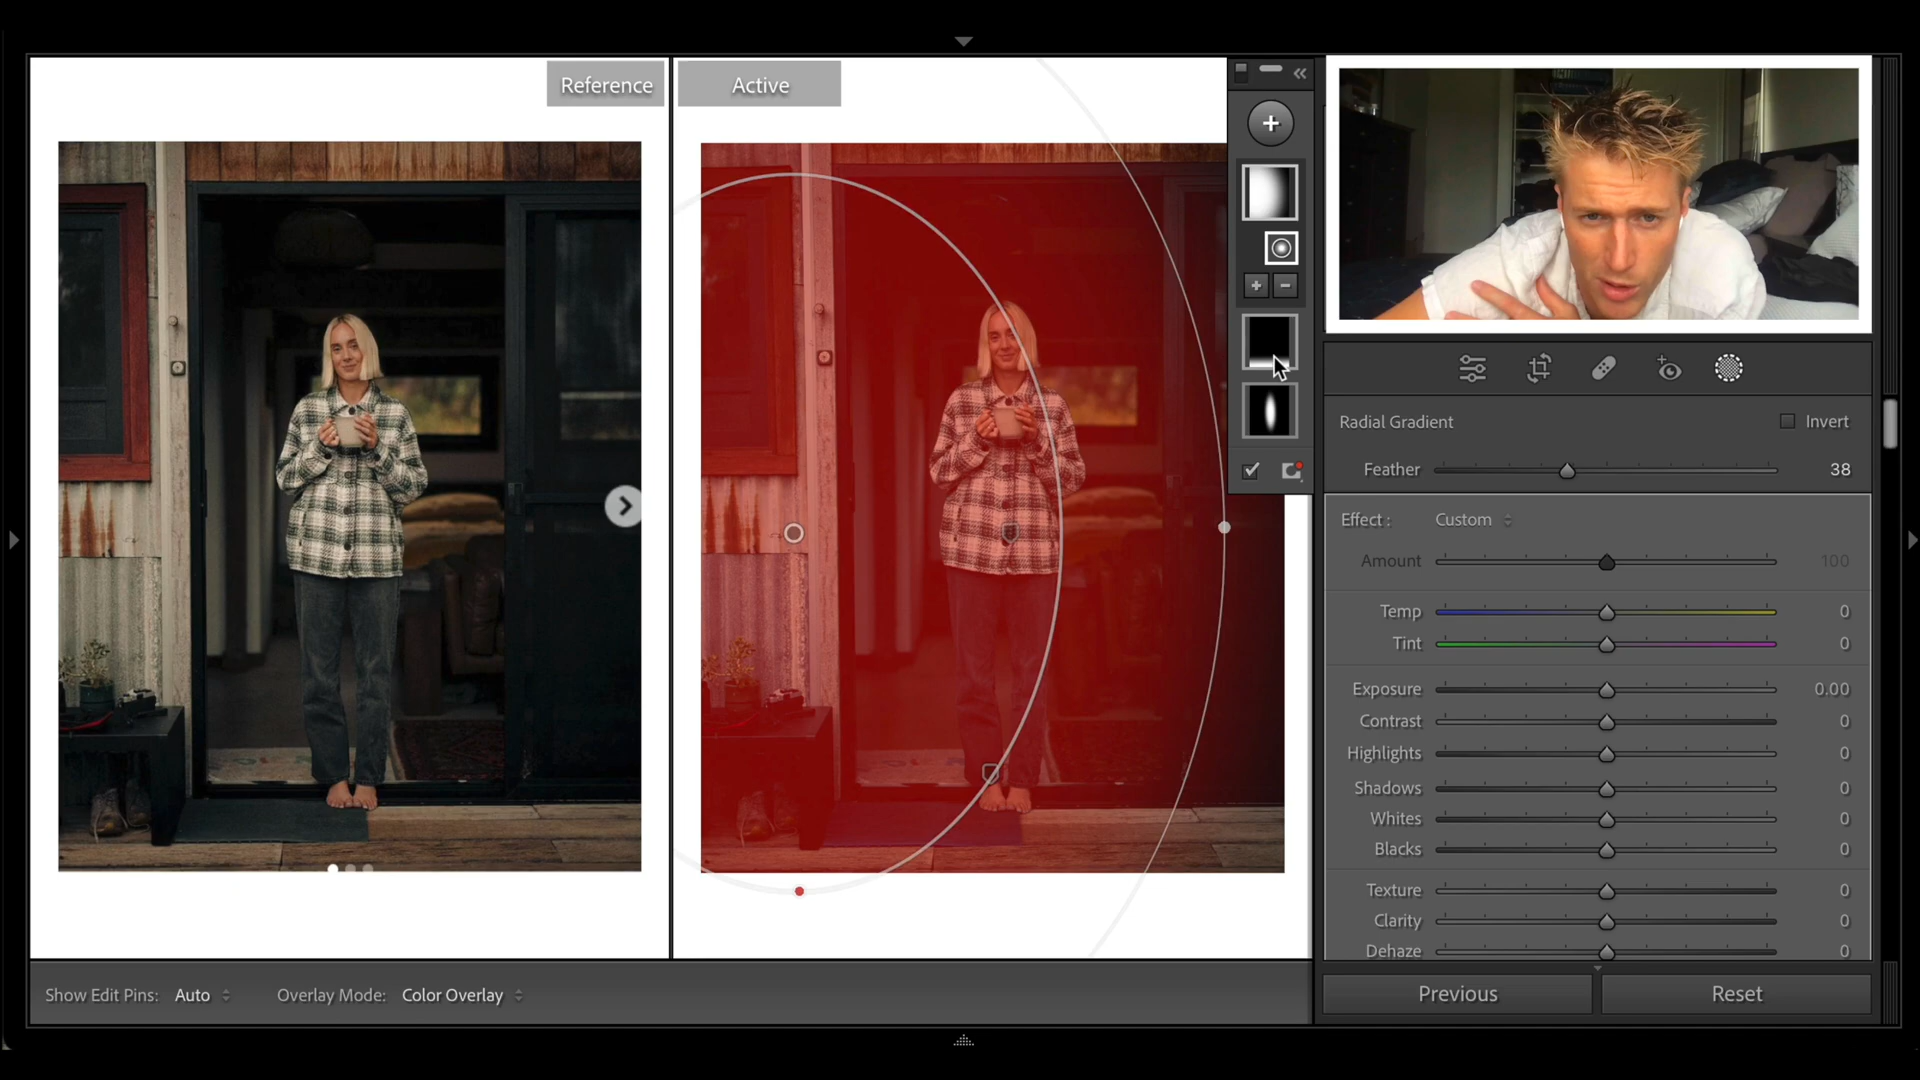 Reference
Active
Radial Gradient
Invert
Feather 38
Effect : Custom
Amount 100
Temp 0
Tint 0
Exposure 0.00
Contrast 0
Highlights 0
Shadows 0
Whites 0
Blacks 0
Texture 0
Clarity 0
Dehaze 0
Show Edit Pins: Auto Overlay Mode: Color Overlay
Previous Reset